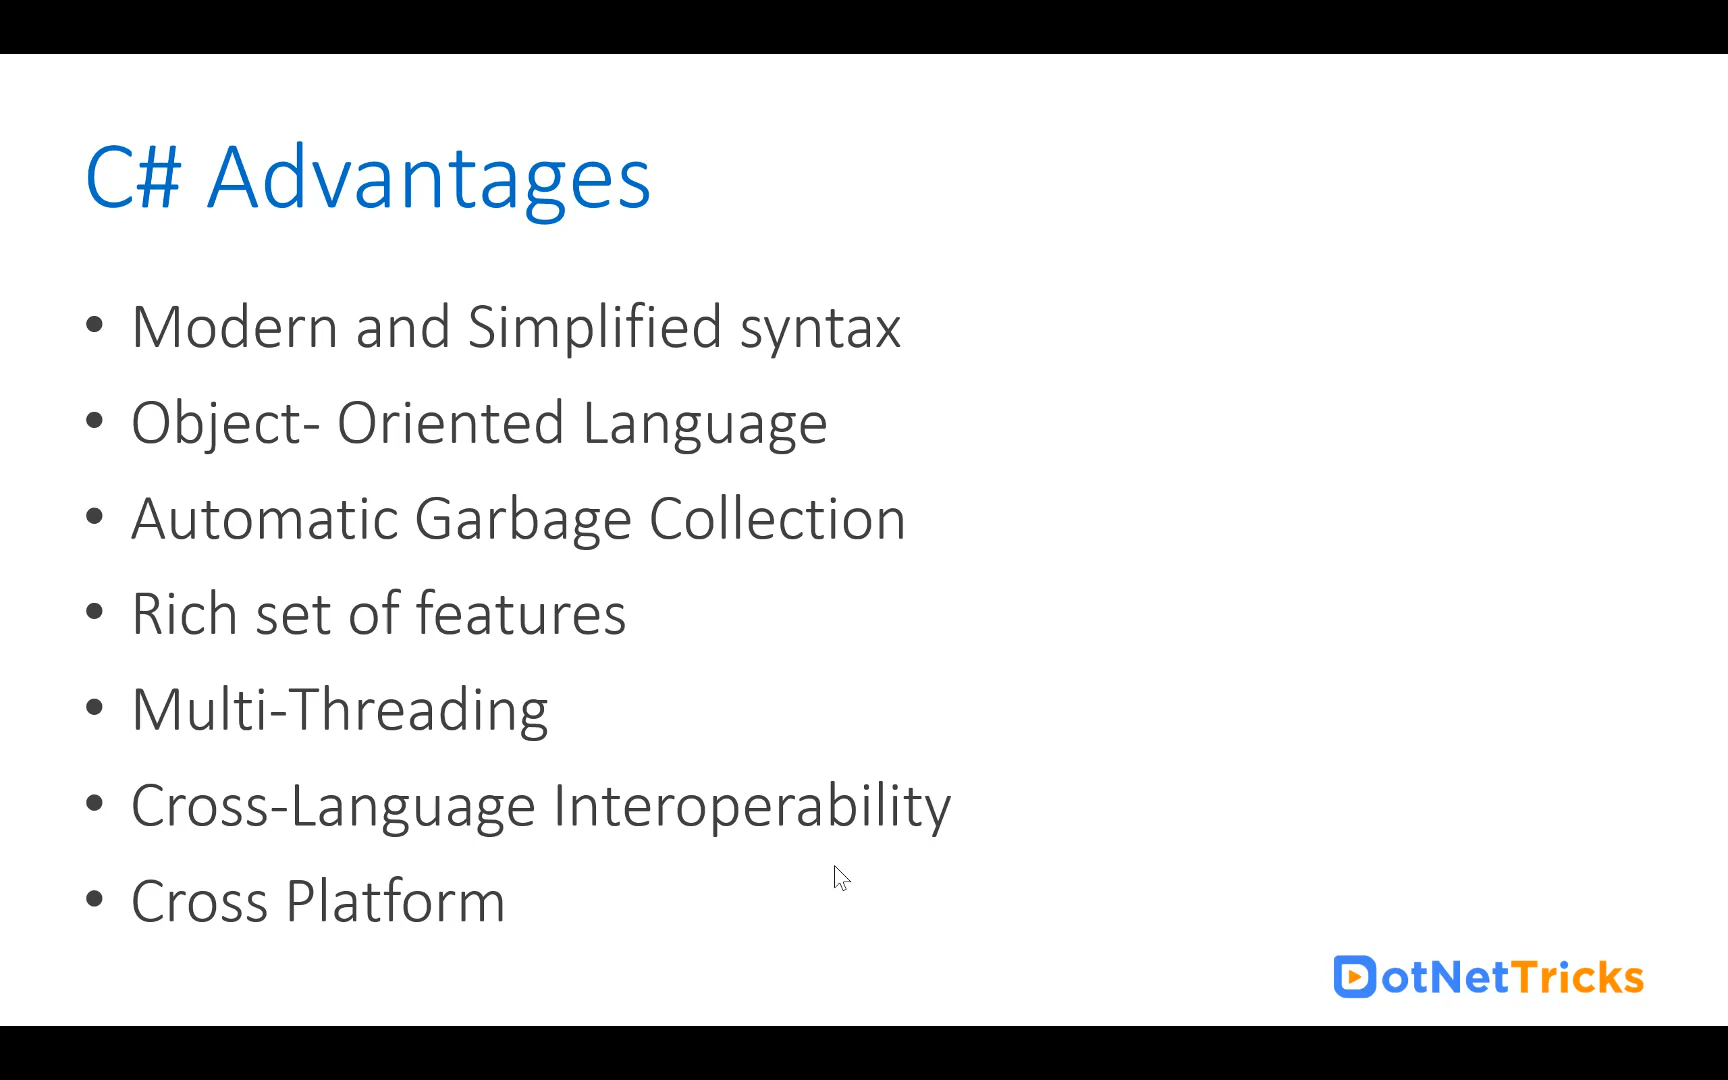 C# Advantages
• Modern and Simplified syntax
• Object- Oriented Language
• Automatic Garbage Collection
• Rich set of features
• Multi-Threading
• Cross-Language Interoperability
• Cross Platform
DotNetTricks